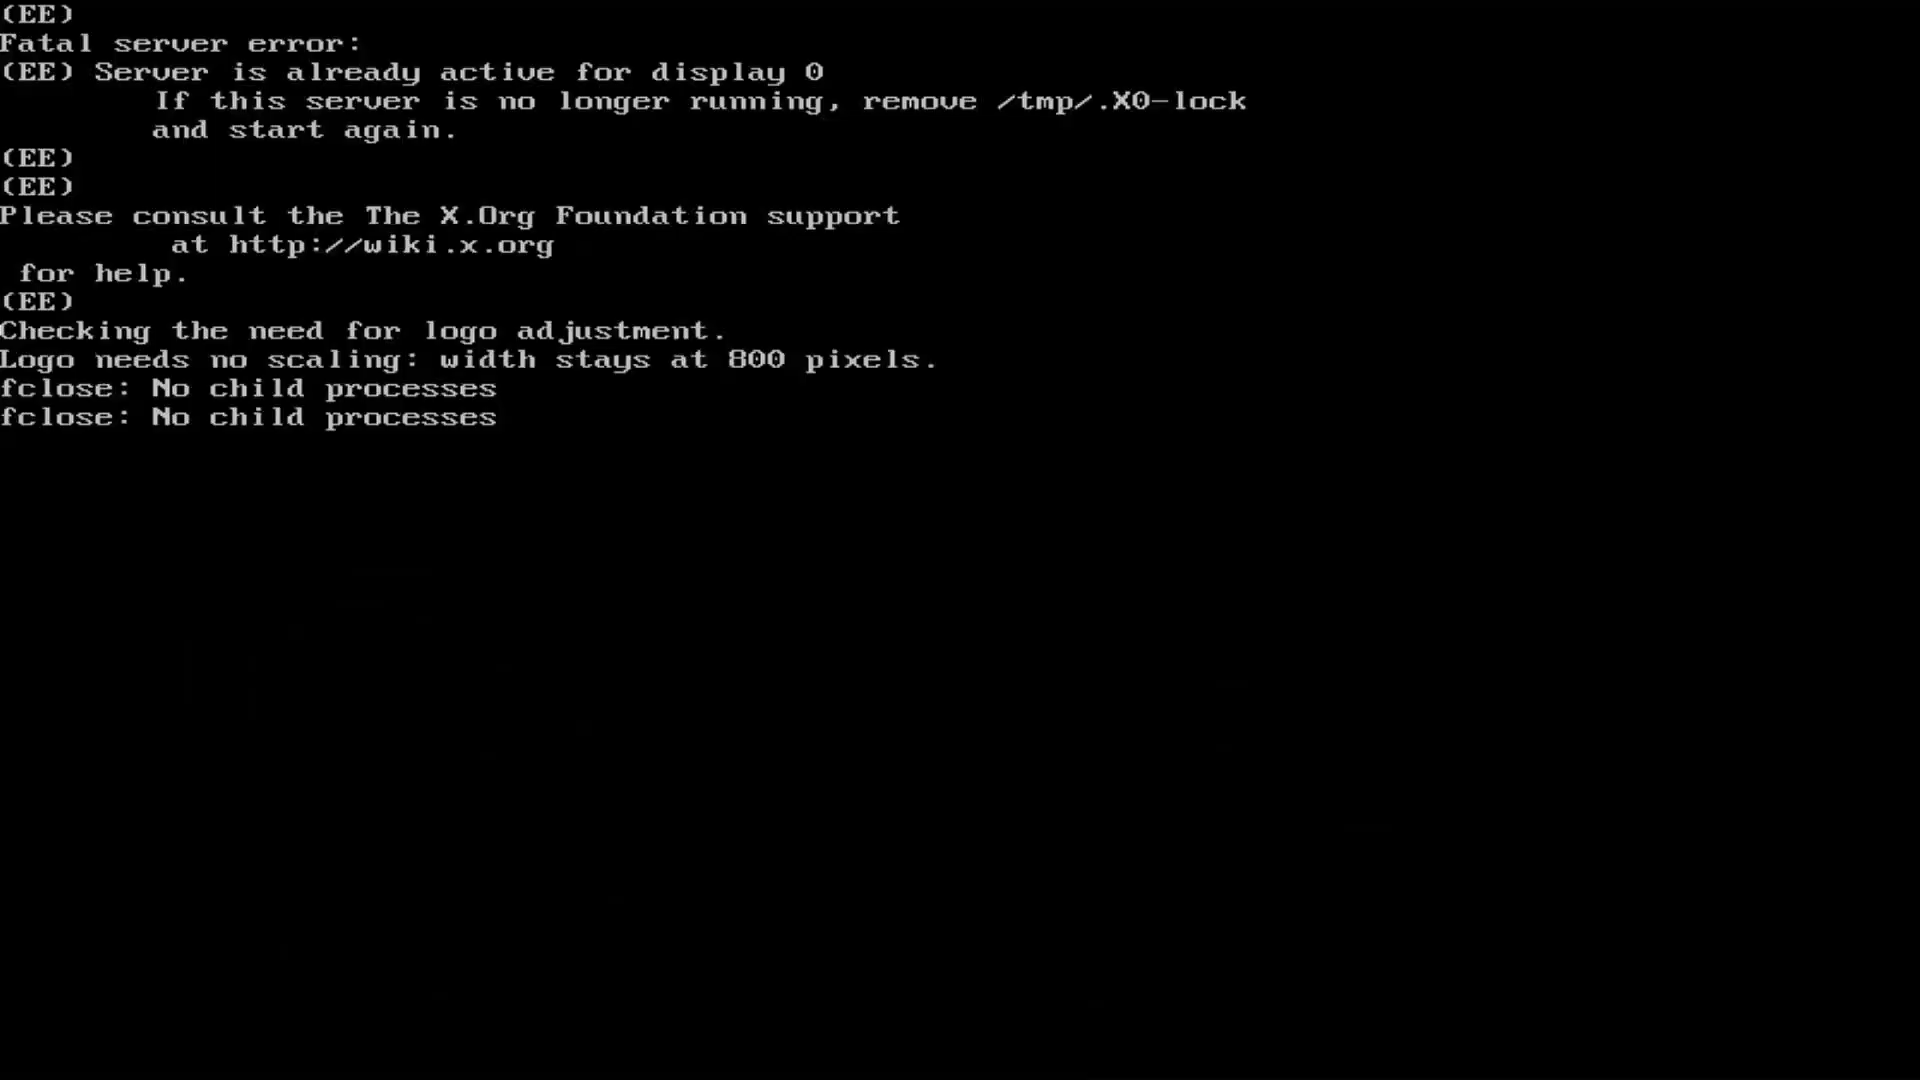 (EE)
Fatal server error:
(EE) Server is already active for display 0
If this server is no longer running, remove /tmp/.X0-lock
and start again.
(EE)
(EE)
Please consult the The X.Org Foundation support
at http://wiki.x.org
for help.
(EE)
Checking the need for logo adjustment.
Logo needs no scaling: width stays at 800 pixels.
fclose: No child processes
fclose: No child processes